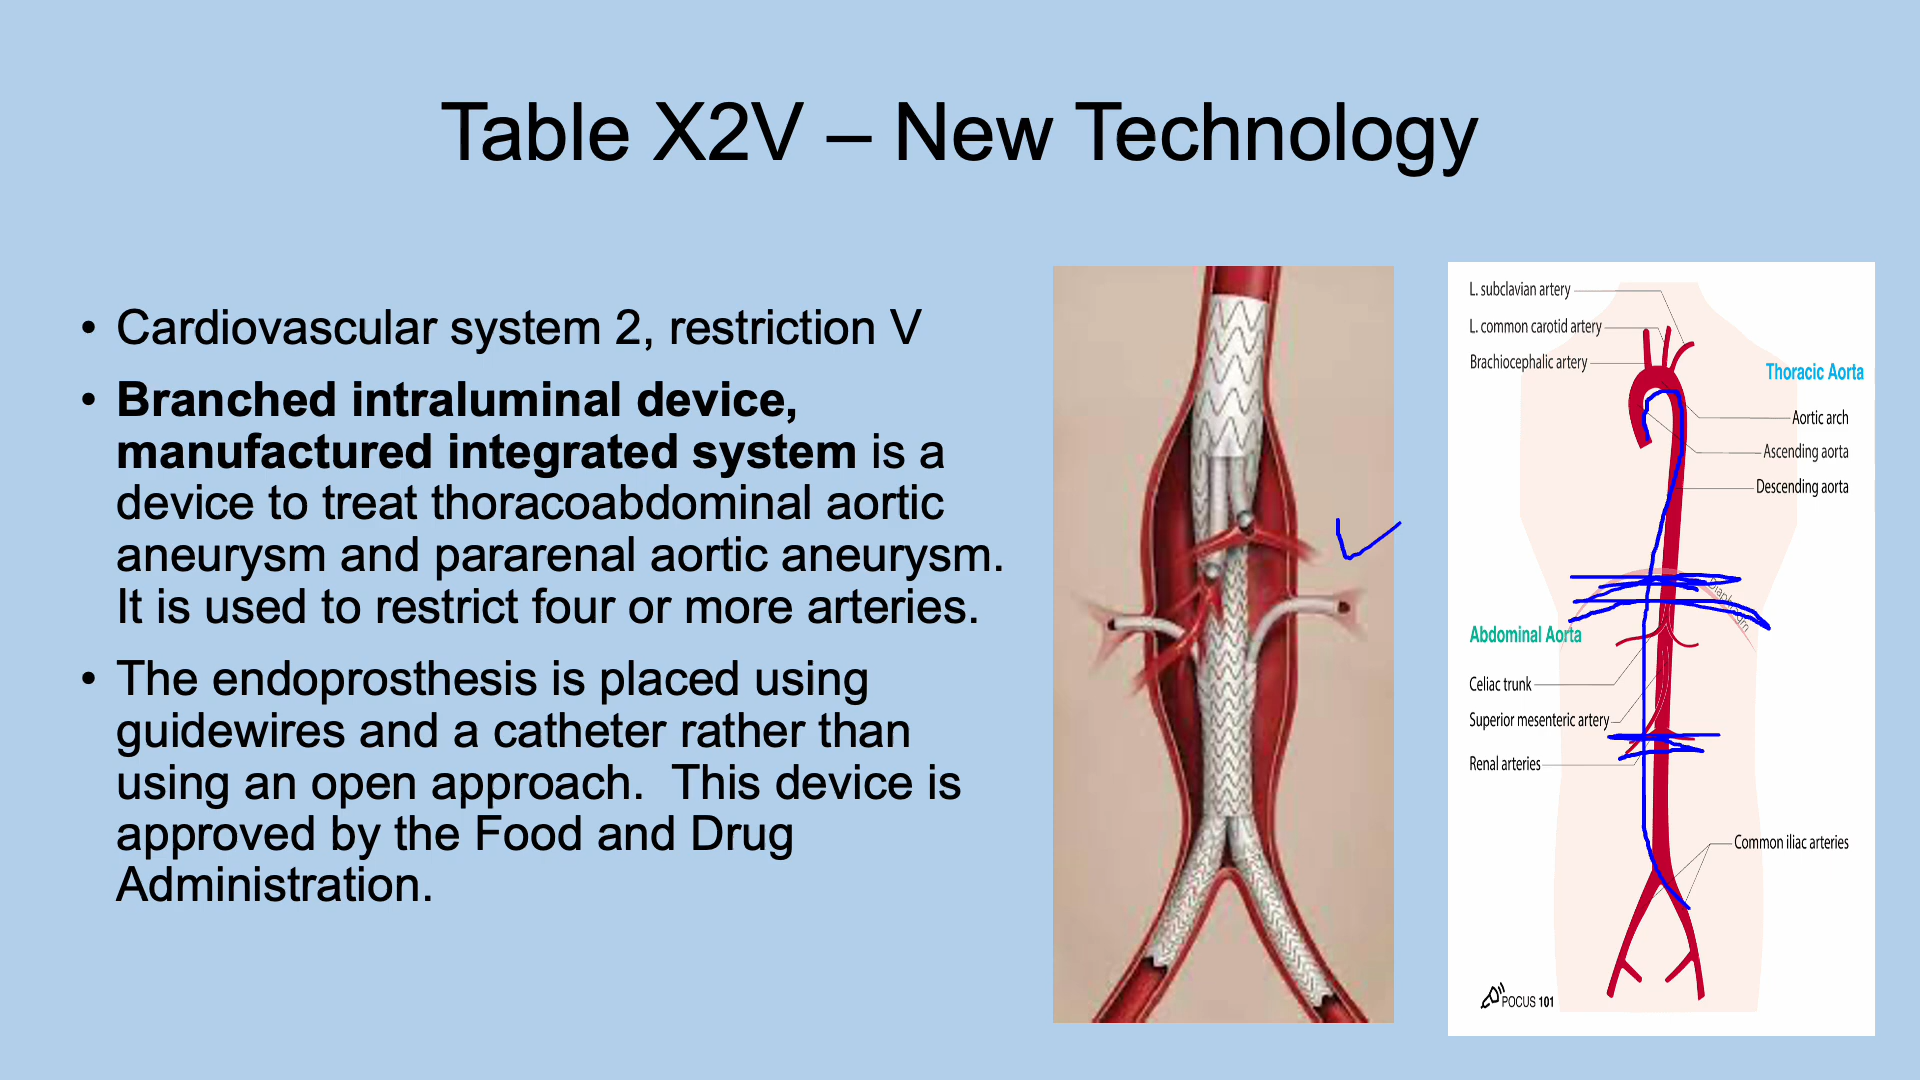 Table X2V – New Technology
• Cardiovascular system 2, restriction V
• Branched intraluminal device,
manufactured integrated system is a
device to treat thoracoabdominal aortic
aneurysm and pararenal aortic aneurysm.
It is used to restrict four or more arteries.
• The endoprosthesis is placed using
guidewires and a catheter rather than
using an open approach.  This device is
approved by the Food and Drug
Administration.
L. subclavian artery
L. common carotid artery
Brachiocephalic artery
Thoracic Aorta
Aortic arch
Ascending aorta
Descending aorta
Diaphragm
Abdominal Aorta
Celiac trunk
Superior mesenteric artery
Renal arteries
Common iliac arteries
POCUS 101